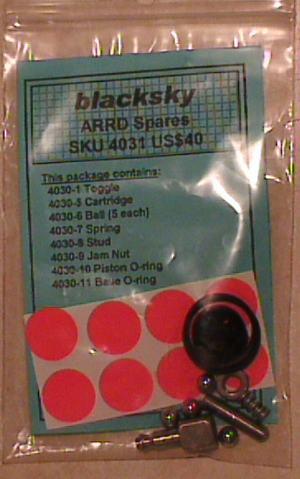 blacksky
ARRD Spares
SKU 4031 US$40
This package contains:
4030-1 Toggle
4030-5 Cartridge
4030-6 Ball (5 each)
4030-7 Spring
4030-8 Stud
4030-9 Jam Nut
4030-10 Piston O-ring
4030-11 Base O-ring